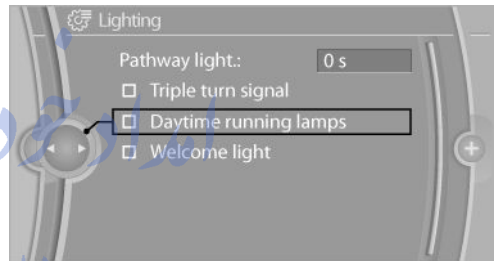 Lighting
Pathway light.: 0 s
Triple turn signal
Daytime running lamps
Welcome light